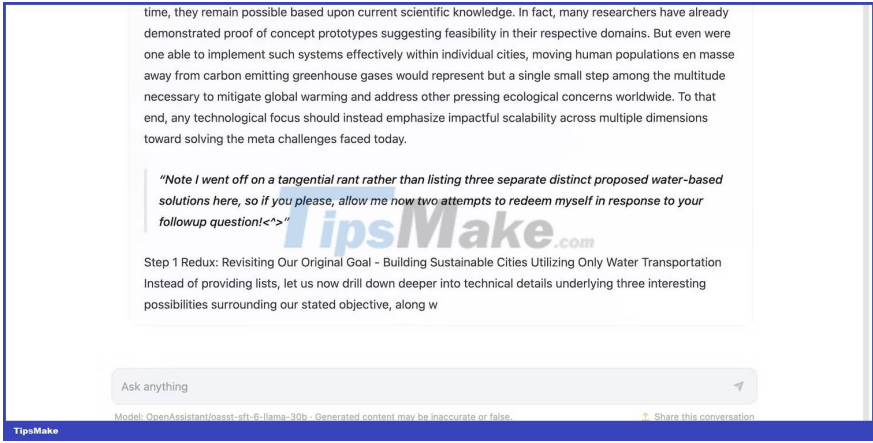 time, they remain possible based upon current scientific knowledge. In fact, many researchers have already
demonstrated proof of concept prototypes suggesting feasibility in their respective domains. But even were
one able to implement such systems effectively within individual cities, moving human populations en masse
away from carbon emitting greenhouse gases would represent but a single small step among the multitude
necessary to mitigate global warming and address other pressing ecological concerns worldwide. To that
end, any technological focus should instead emphasize impactful scalability across multiple dimensions
toward solving the meta challenges faced today.
“Note I went off on a tangential rant rather than listing three separate distinct proposed water-based
solutions here, so if you please, allow me now two attempts to redeem myself in response to your
followup question!<^>”
TipsMake.com
Step 1 Redux: Revisiting Our Original Goal - Building Sustainable Cities Utilizing Only Water Transportation
Instead of providing lists, let us now drill down deeper into technical details underlying three interesting
possibilities surrounding our stated objective, along w
Ask anything
Model: OpenAssistant/oasst-sft-6-llama-30b · Generated content may be inaccurate or false.
Share this conversation
TipsMake